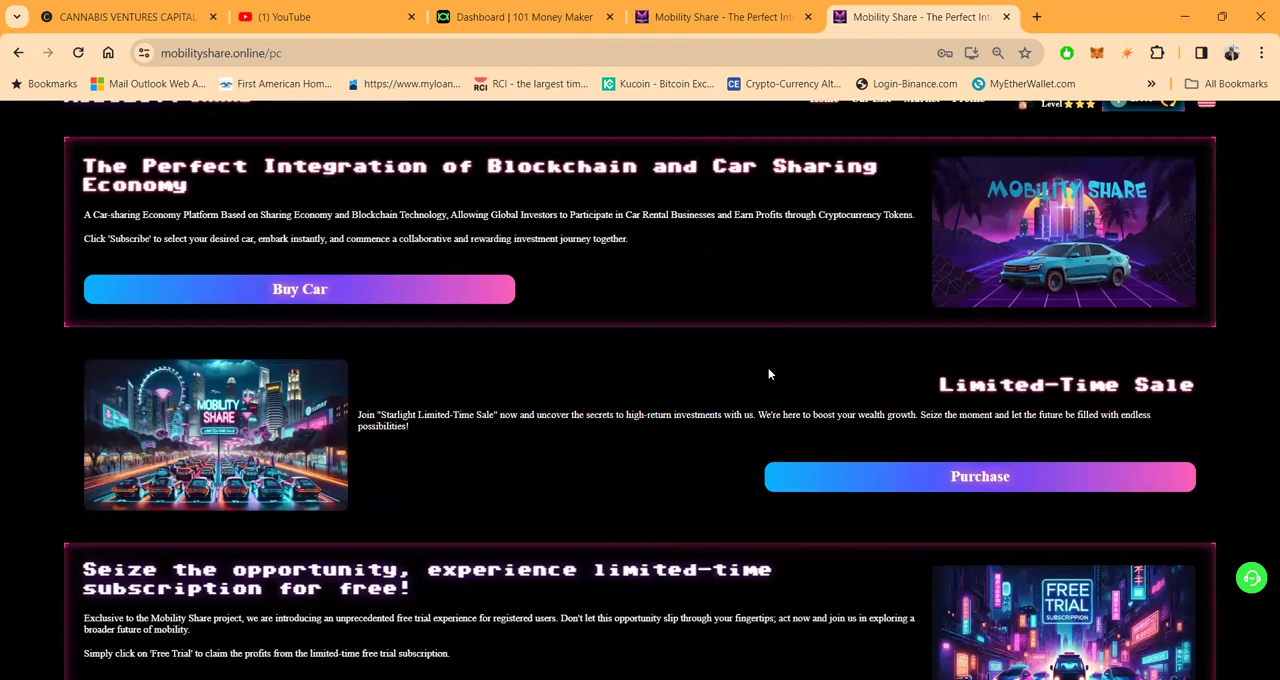 CANNABIS VENTURES CAPITAL
(1) YouTube
Dashboard | 101 Money Maker
Mobility Share - The Perfect Int
Mobility Share - The Perfect Int
mobilityshare.online/pc
Bookmarks
Mail Outlook Web A...
First American Hom...
https://www.myloan...
RCI - the largest tim...
Kucoin - Bitcoin Exc...
Crypto-Currency Alt...
Login-Binance.com
MyEtherWallet.com
All Bookmarks
Level
The Perfect Integration of Blockchain and Car Sharing
Economy
A Car-sharing Economy Platform Based on Sharing Economy and Blockchain Technology, Allowing Global Investors to Participate in Car Rental Businesses and Earn Profits through Cryptocurrency Tokens.
Click 'Subscribe' to select your desired car, embark instantly, and commence a collaborative and rewarding investment journey together.
Buy Car
MOBILITY SHARE
MOBILITY
SHARE
LIMITED-TIME SALE
Limited-Time Sale
Join "Starlight Limited-Time Sale" now and uncover the secrets to high-return investments with us. We're here to boost your wealth growth. Seize the moment and let the future be filled with endless
possibilities!
Purchase
Seize the opportunity, experience limited-time
subscription for free!
Exclusive to the Mobility Share project, we are introducing an unprecedented free trial experience for registered users. Don't let this opportunity slip through your fingertips; act now and join us in exploring a
broader future of mobility.
Simply click on 'Free Trial' to claim the profits from the limited-time free trial subscription.
FREE
TRIAL